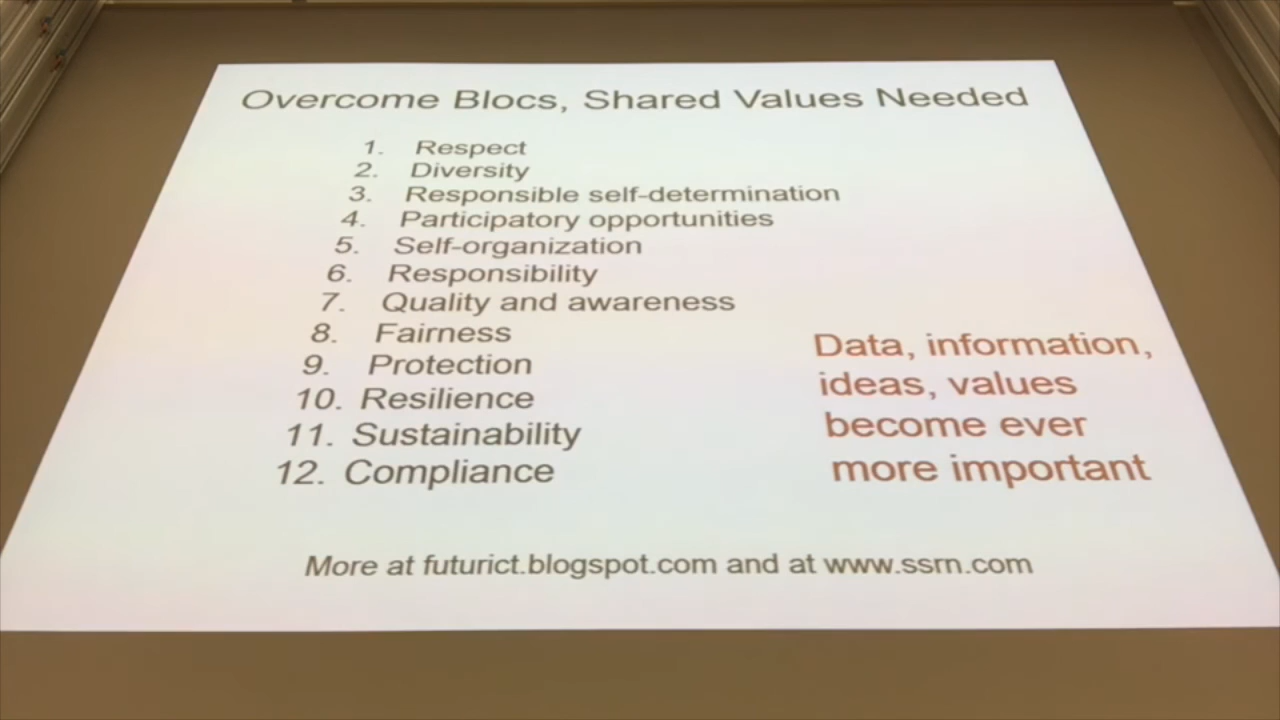 Overcome Blocs, Shared Values Needed
1. Respect
2. Diversity
3. Responsible self-determination
4. Participatory opportunities
5. Self-organization
6. Responsibility
7. Quality and awareness
8. Fairness
9. Protection
10. Resilience
11. Sustainability
12. Compliance
Data, information,
ideas, values
become ever
more important
More at futurict.blogspot.com and at www.ssrn.com